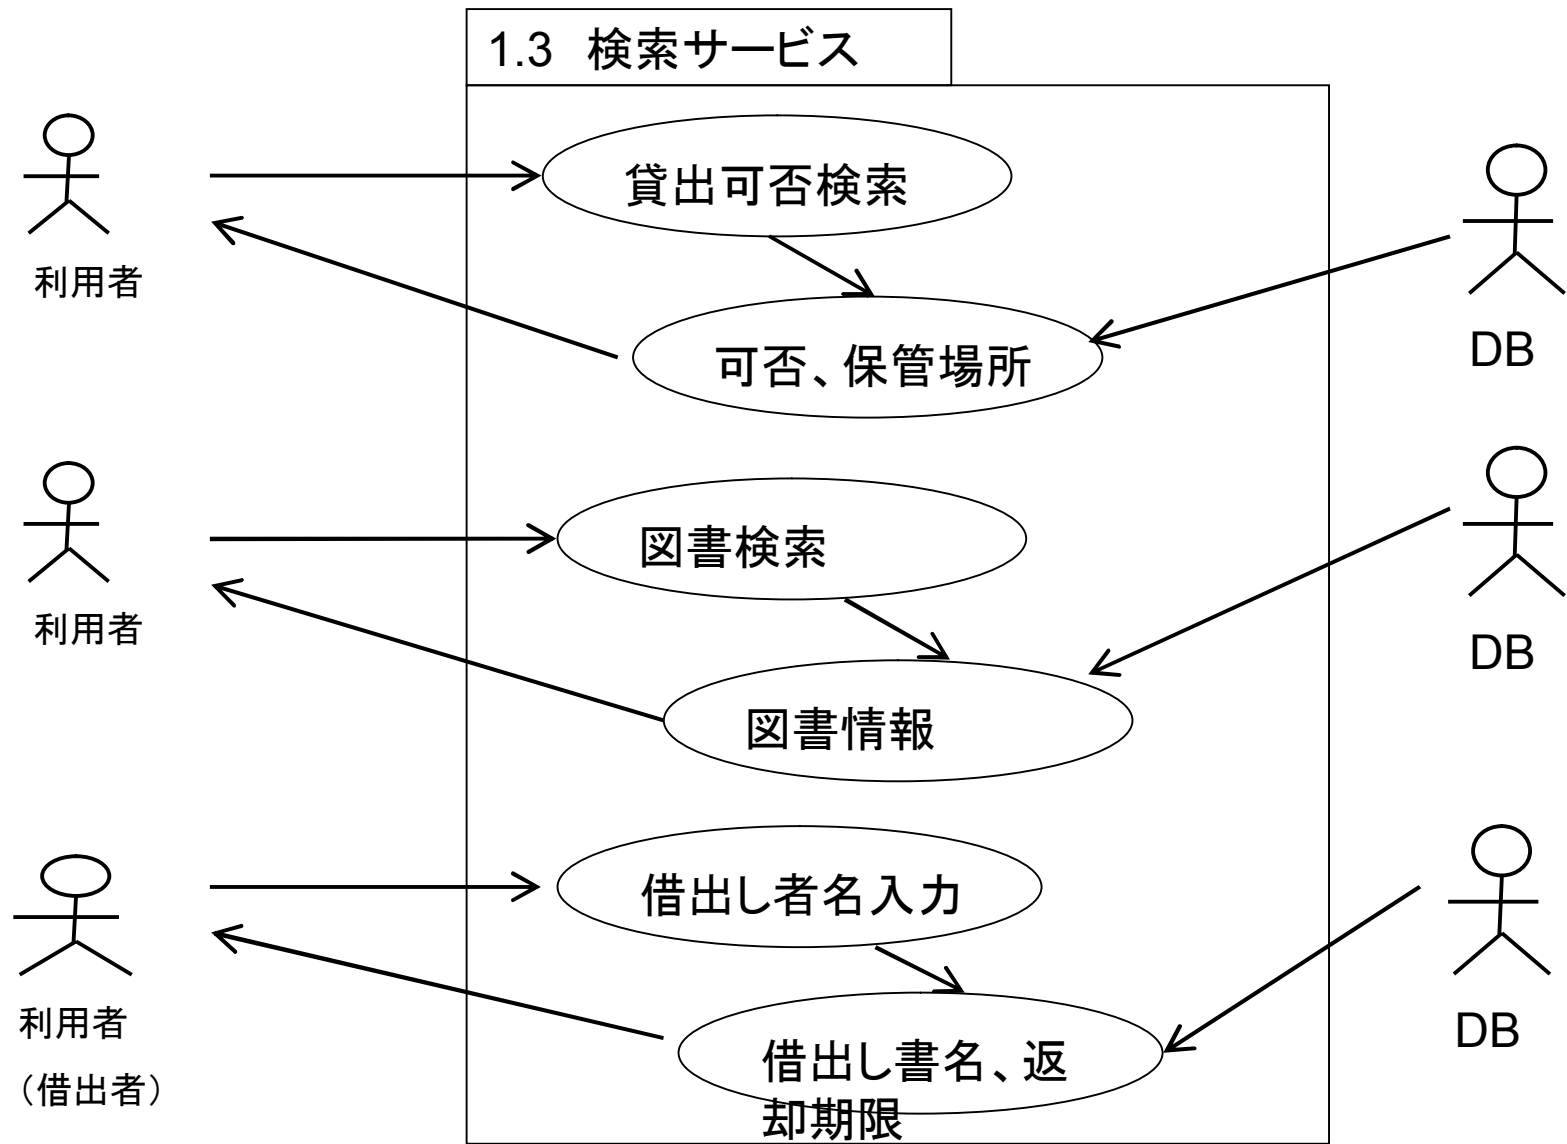 1.3 検索サービス
貸出可否検索
利用者
可否、保管場所
DB
図書検索
利用者
図書情報
DB
借出し者名入力
利用者
（借出者）
借出し書名、返
却期限
DB